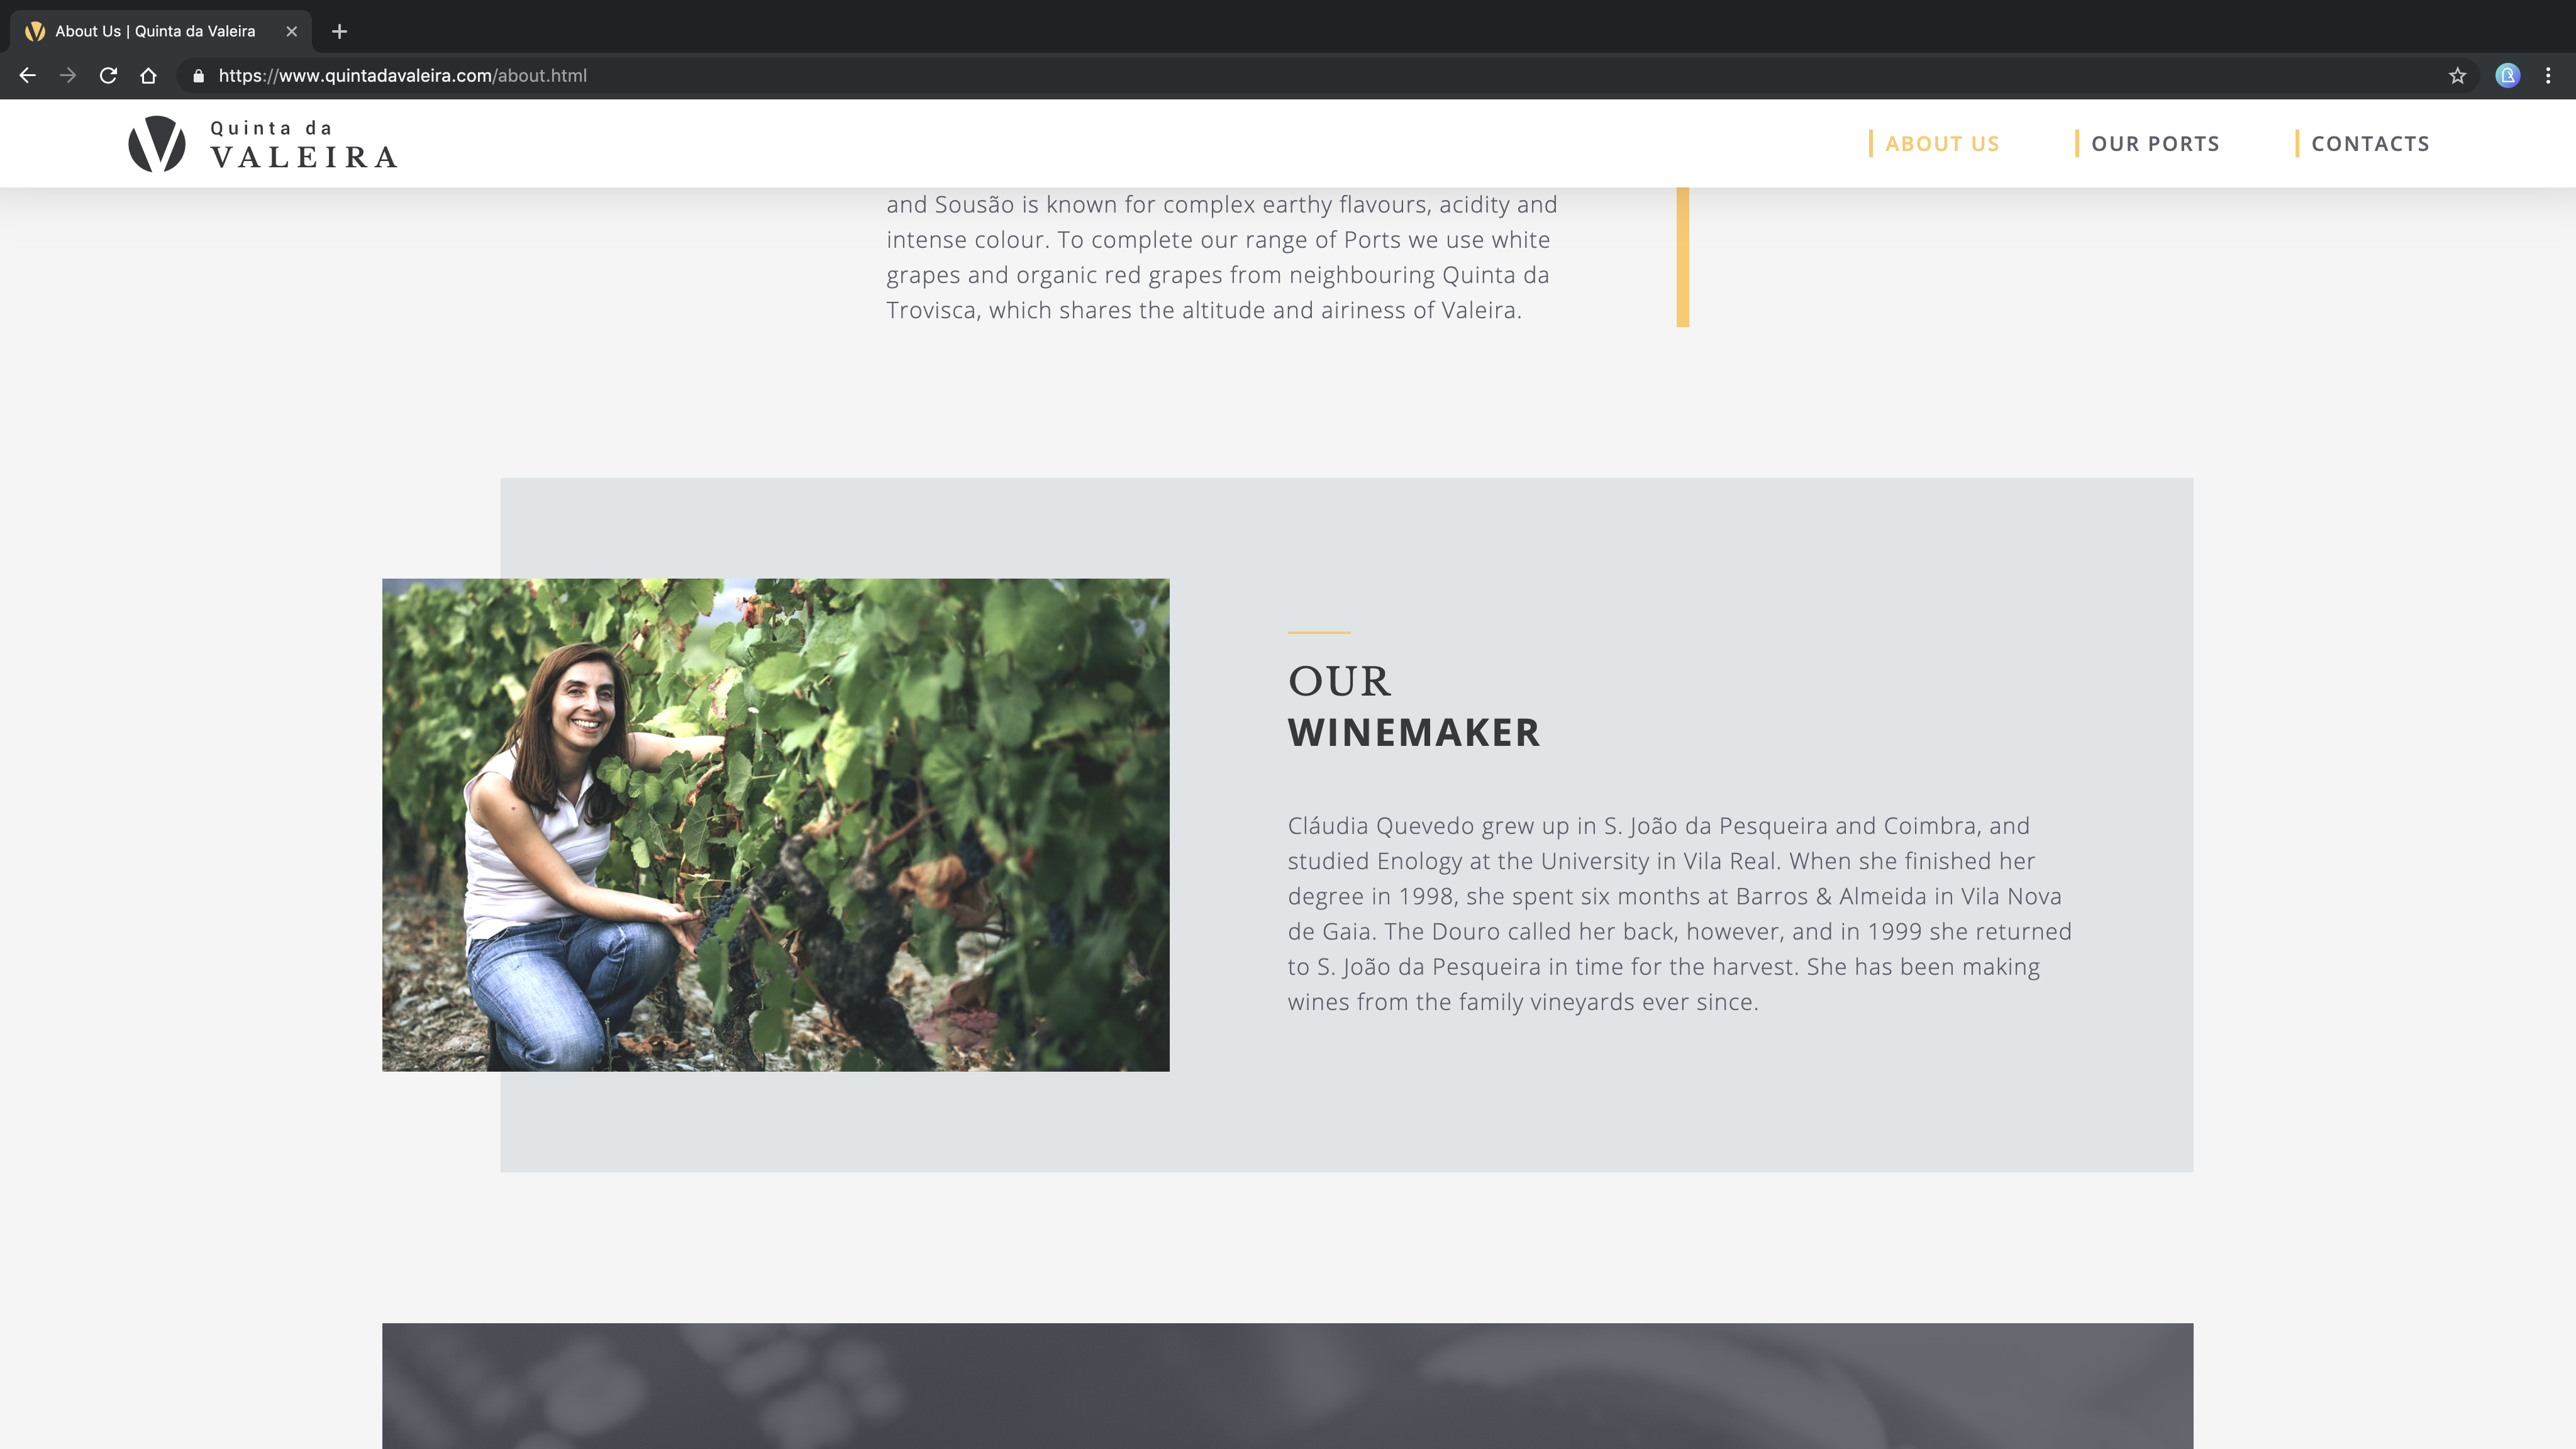 About Us | Quinta da Valeira
https://www.quintadavaleira.com/about.html
Quinta da
VALEIRA
ABOUT US
OUR PORTS
CONTACTS
and Sousão is known for complex earthy flavours, acidity and
intense colour. To complete our range of Ports we use white
grapes and organic red grapes from neighbouring Quinta da
Trovisca, which shares the altitude and airiness of Valeira.
OUR
WINEMAKER
Cláudia Quevedo grew up in S. João da Pesqueira and Coimbra, and
studied Enology at the University in Vila Real. When she finished her
degree in 1998, she spent six months at Barros & Almeida in Vila Nova
de Gaia. The Douro called her back, however, and in 1999 she returned
to S. João da Pesqueira in time for the harvest. She has been making
wines from the family vineyards ever since.